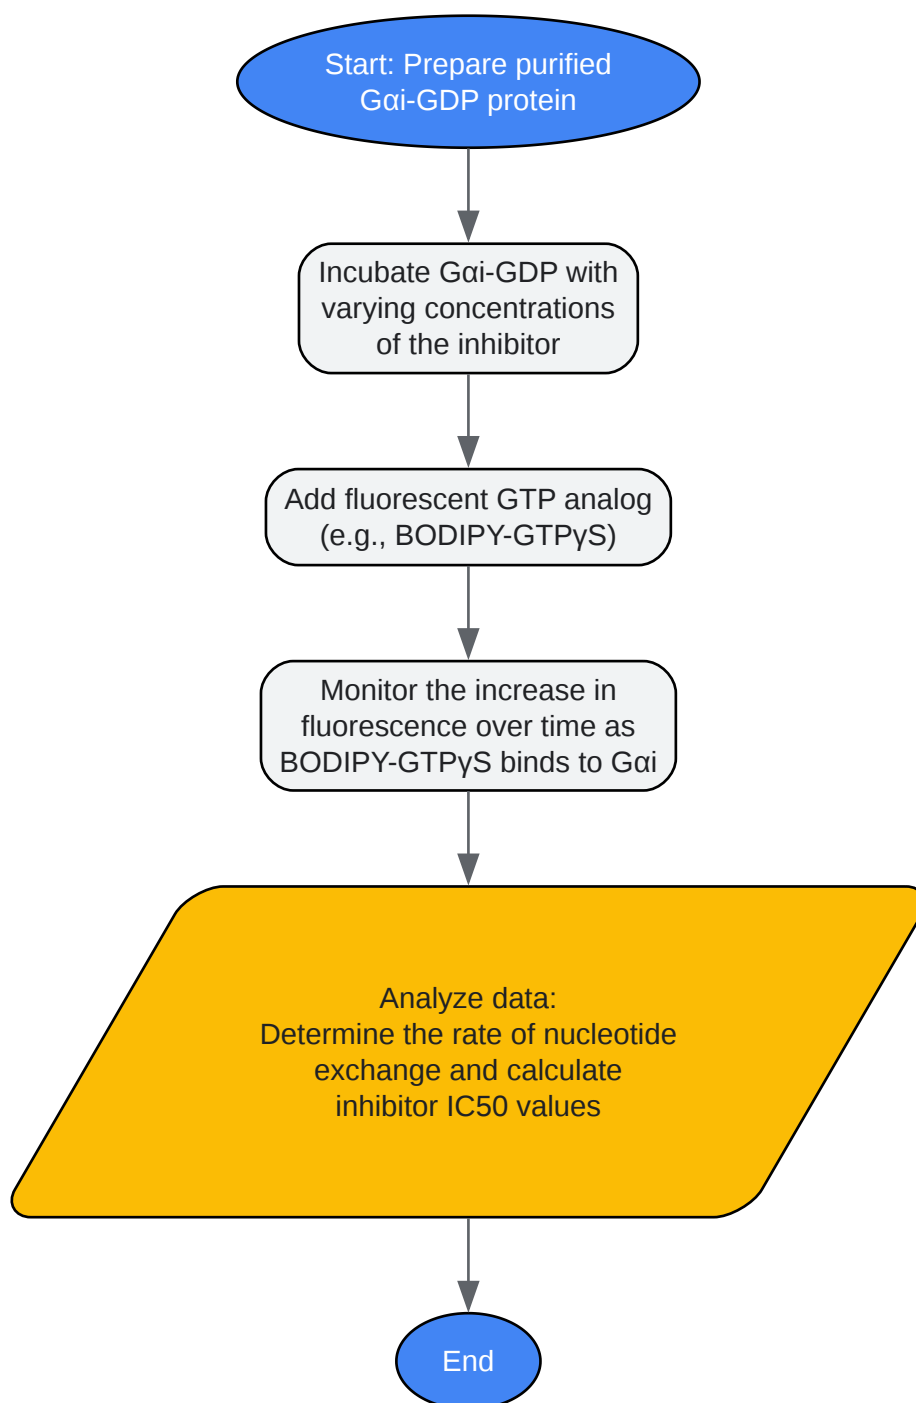 Start: Prepare purified
Gαi-GDP protein
Incubate Gαi-GDP with
varying concentrations
of the inhibitor
Add fluorescent GTP analog
(e.g., BODIPY-GTPγS)
Monitor the increase in
fluorescence over time as
BODIPY-GTPγS binds to Gαi
Analyze data:
Determine the rate of nucleotide
exchange and calculate
inhibitor IC50 values
End